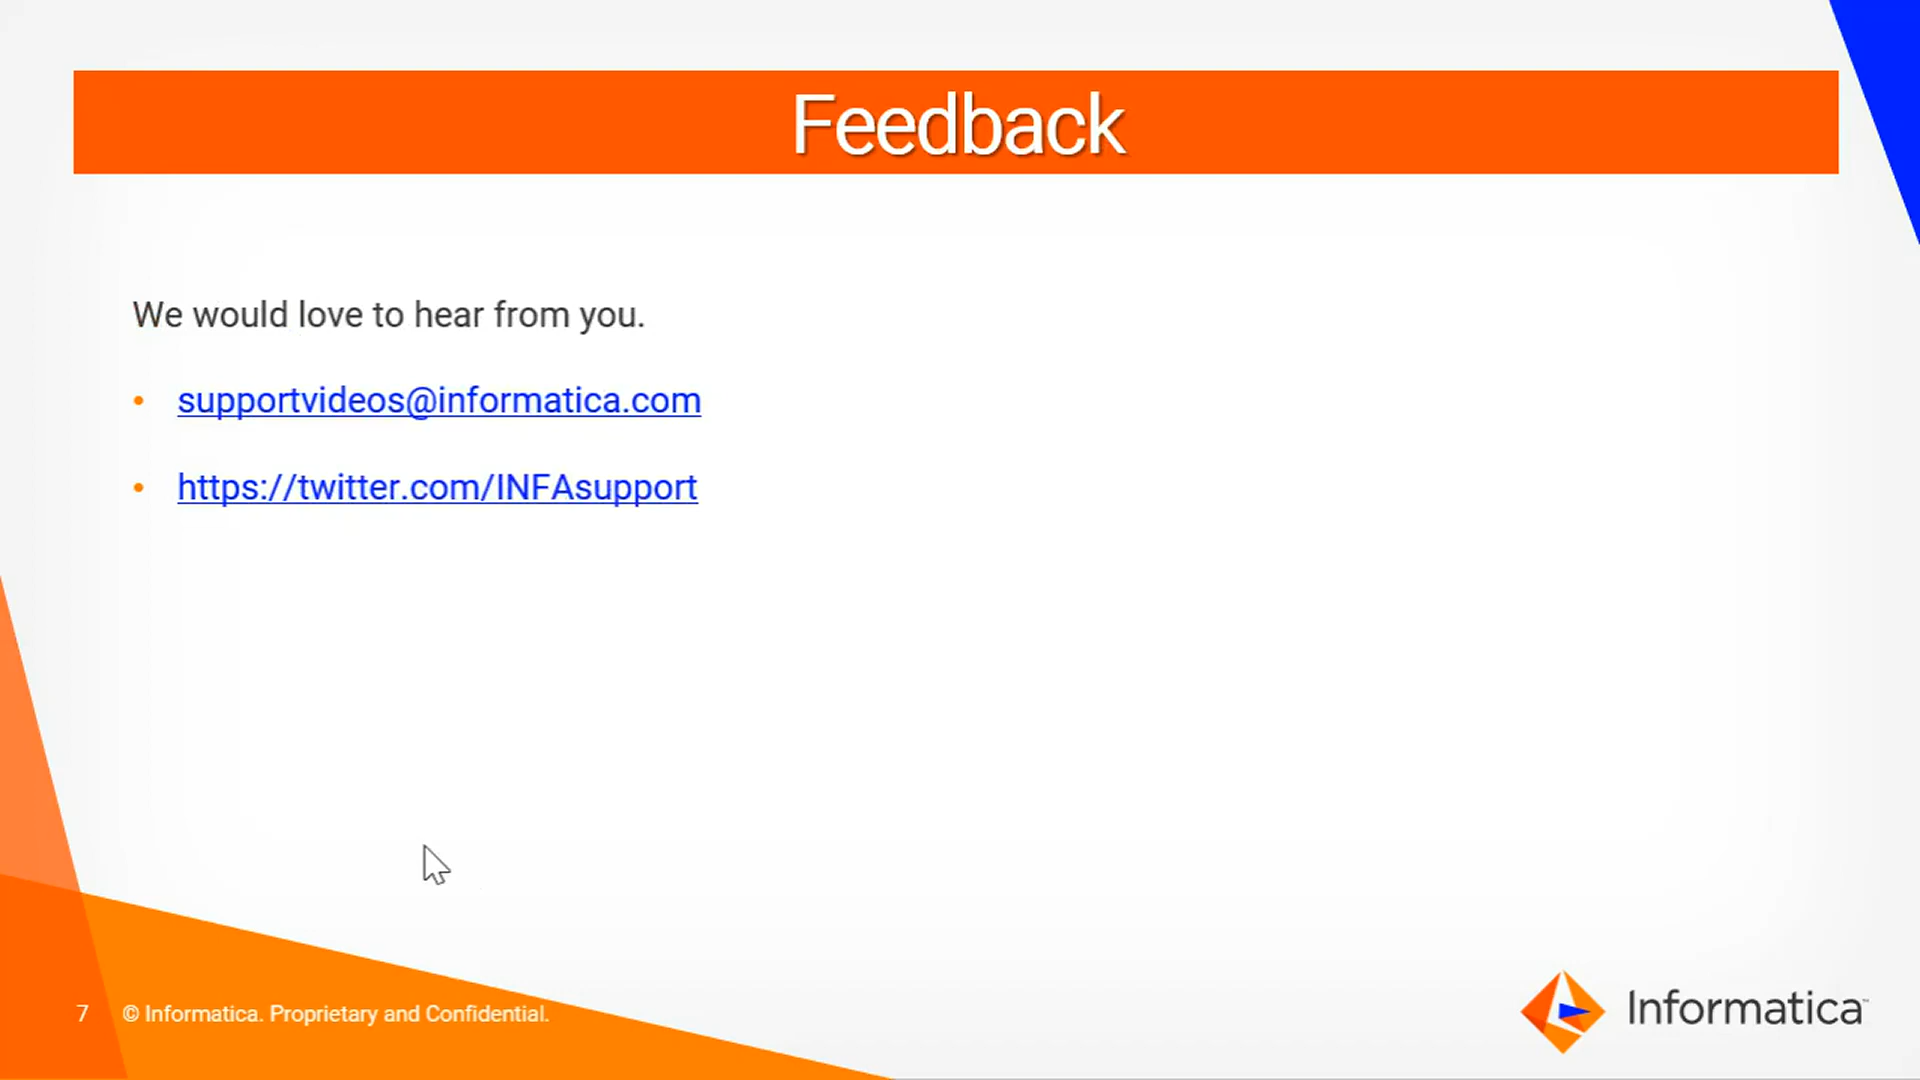 Feedback
We would love to hear from you.
• supportvideos@informatica.com
• https://twitter.com/INFAsupport
7 © Informatica. Proprietary and Confidential.
Informatica™